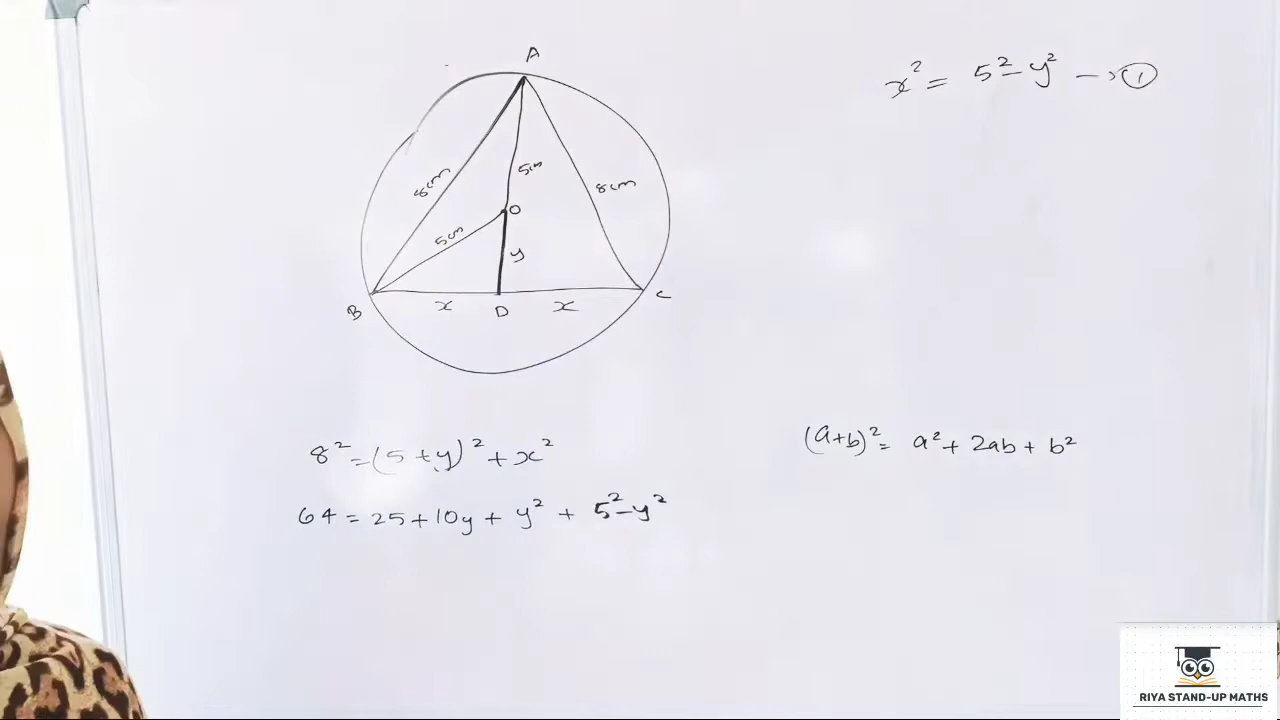 A
x² = 5² - y² → ①
8cm
5cm
8cm
O
5cm
y
B
x
D
x
C
8² = (5 + y)² + x²
(a+b)² = a² + 2ab + b²
64 = 25 + 10y + y² + 5² - y²
RIYA STAND-UP MATHS